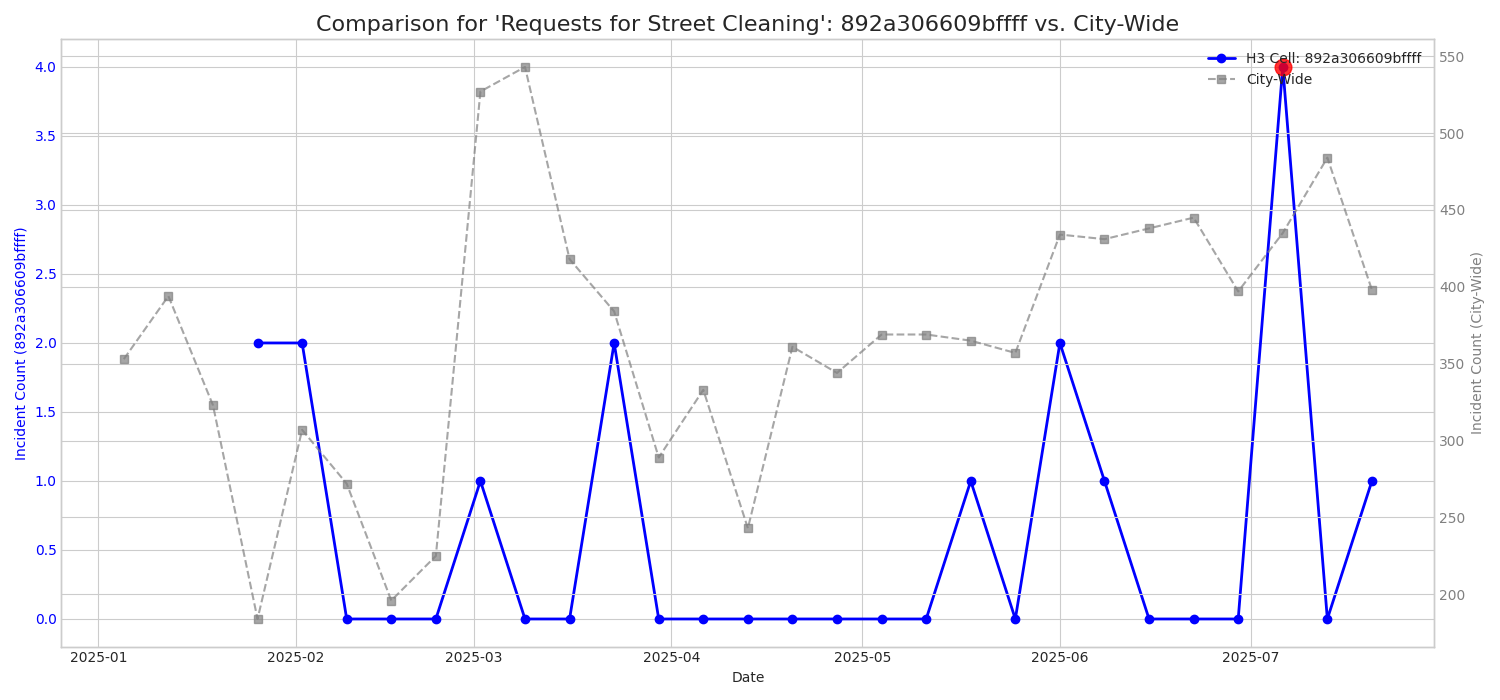 Comparison for 'Requests for Street Cleaning': 892a306609bffff vs. City-Wide
H3 Cell: 892a306609bffff
City-Wide
Incident Count (892a306609bffff)
4.0
3.5
3.0
2.5
2.0
1.5
1.0
0.5
0.0
550
500
450
400
350
300
250
200
Incident Count (City-Wide)
2025-01 2025-02 2025-03 2025-04 2025-05 2025-06 2025-07
Date